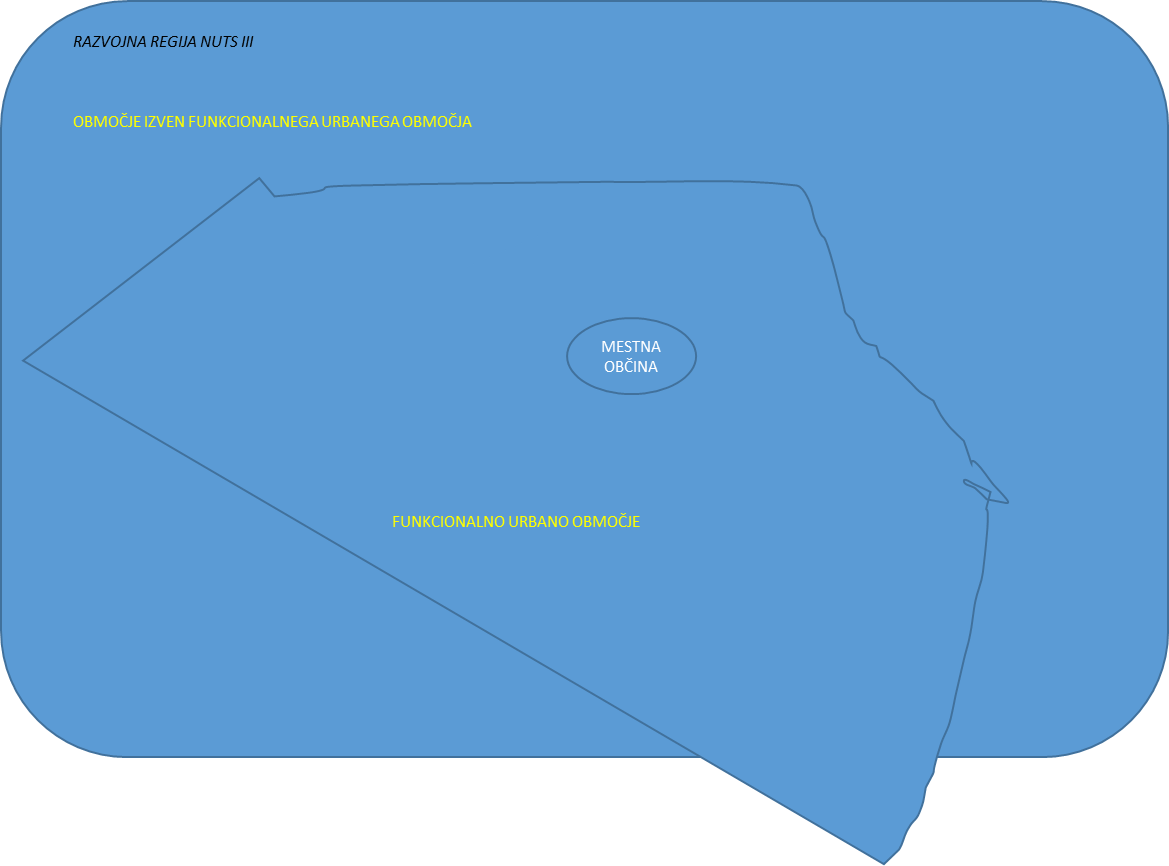 RAZVOJNA REGIJA NUTS III
OBMOČJE IZVEN FUNKCIONALNEGA URBANEGA OBMOČJA
MESTNA
OBČINA
FUNKCIONALNO URBANO OBMOČJE